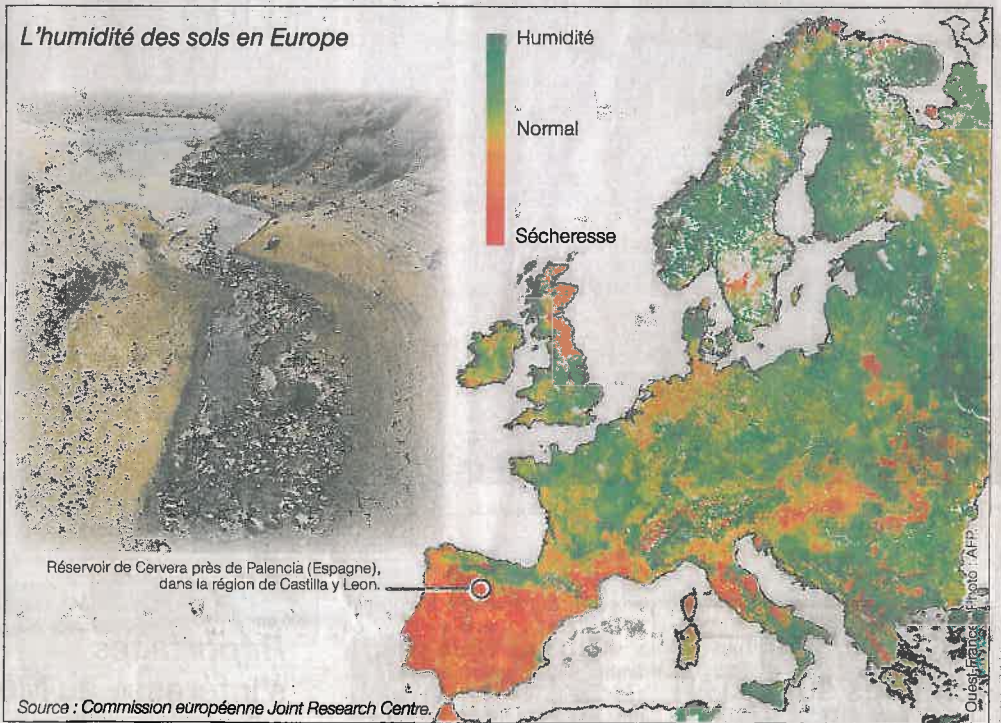 L'humidité des sols en Europe
Humidité
Normal
Sécheresse
Réservoir de Cervera près de Palencia (Espagne),
dans la région de Castilla y Leon.
Source : Commission européenne Joint Research Centre.
Ouest-France. Photo : AFP.